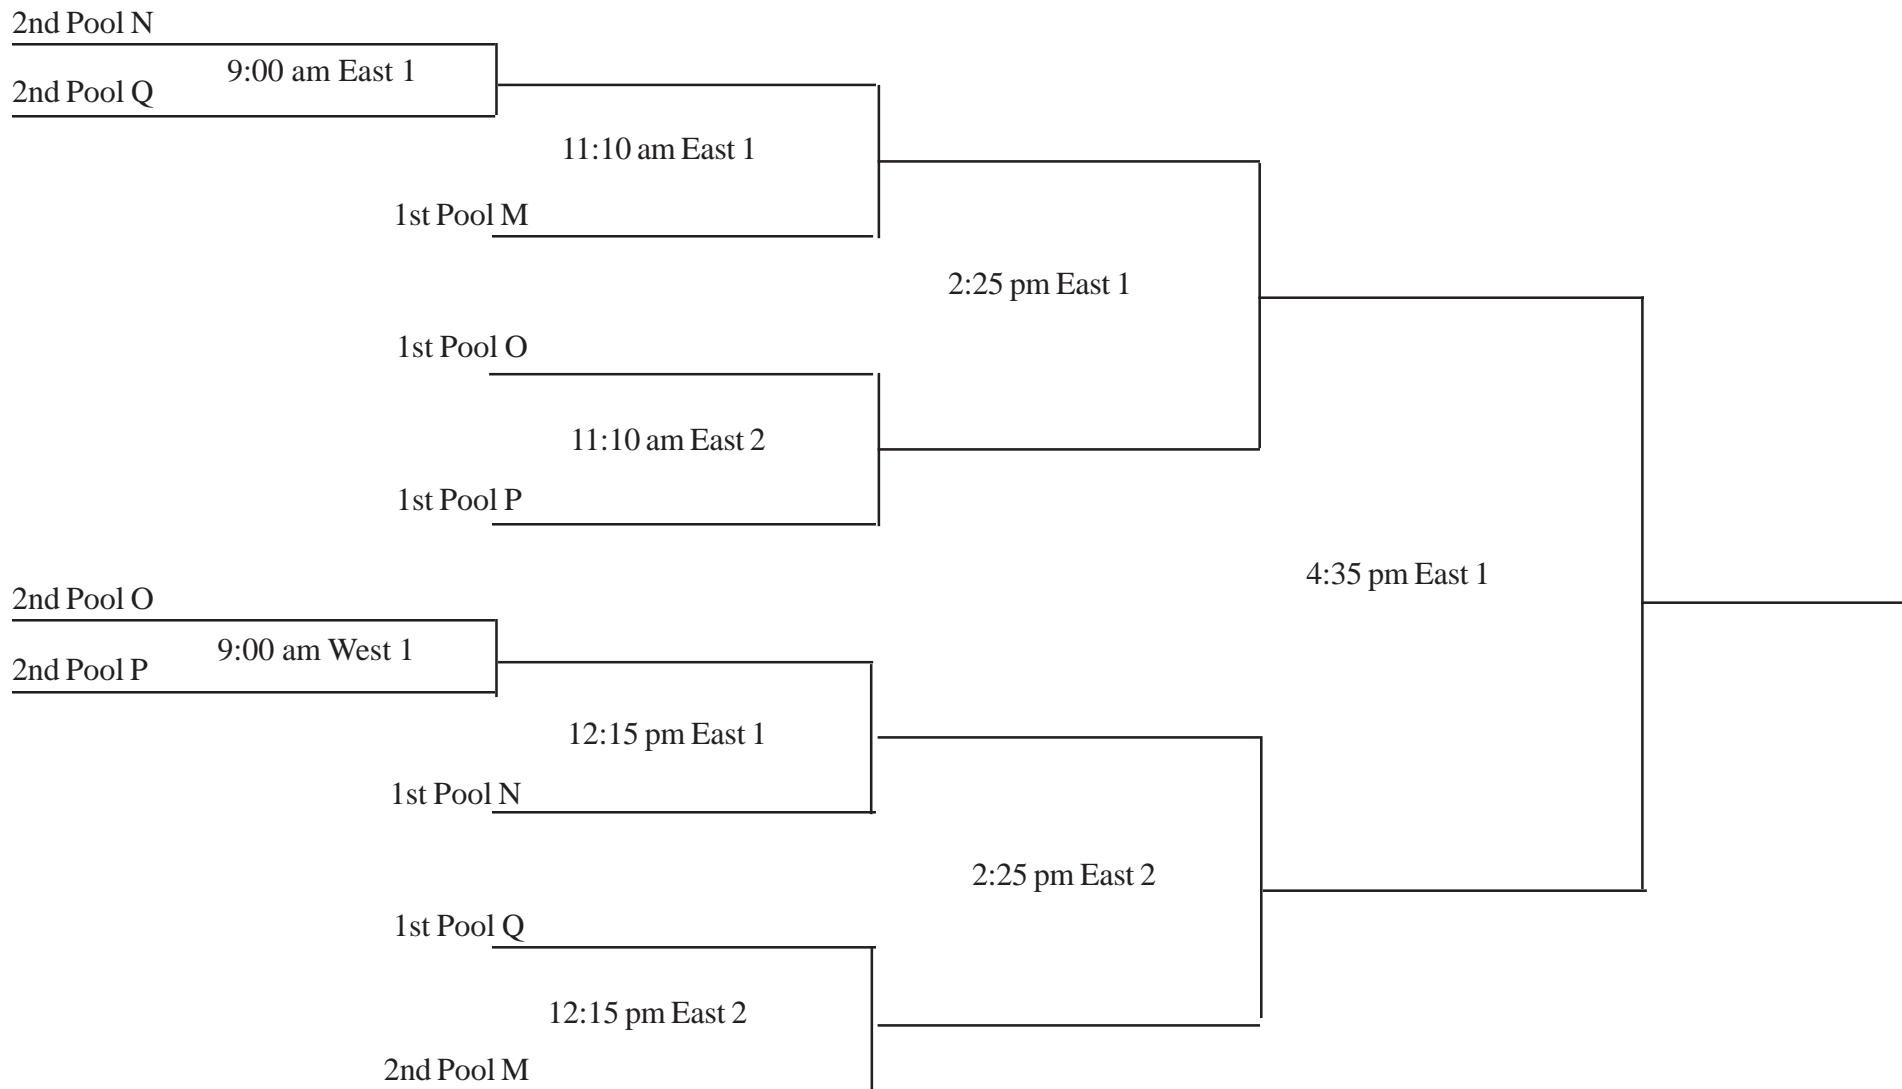 2nd Pool N
9:00 am East 1
2nd Pool Q
11:10 am East 1
1st Pool M
2:25 pm East 1
1st Pool O
11:10 am East 2
1st Pool P
4:35 pm East 1
2nd Pool O
9:00 am West 1
2nd Pool P
12:15 pm East 1
1st Pool N
2:25 pm East 2
1st Pool Q
12:15 pm East 2
2nd Pool M